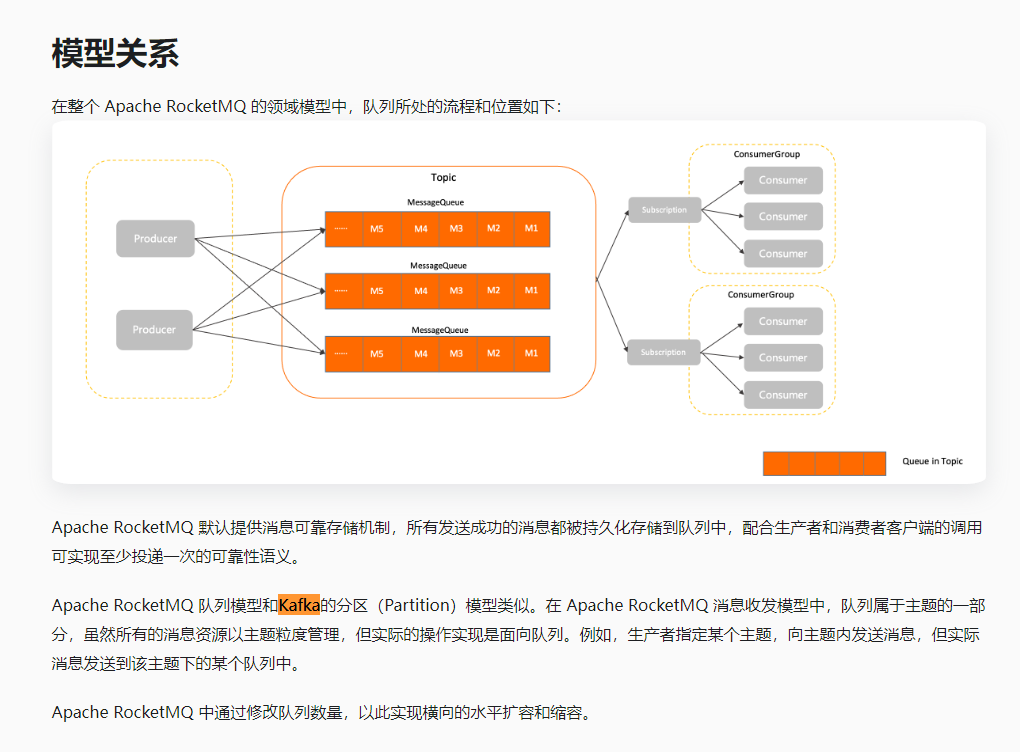 模型关系
在整个 Apache RocketMQ 的领域模型中，队列所处的流程和位置如下：
ConsumerGroup
Consumer
Topic
MessageQueue
Subscription
Consumer
Producer
······ M5 M4 M3 M2 M1
Consumer
MessageQueue
······ M5 M4 M3 M2 M1
ConsumerGroup
Consumer
Producer
MessageQueue
······ M5 M4 M3 M2 M1
Subscription
Consumer
Consumer
Queue in Topic
Apache RocketMQ 默认提供消息可靠存储机制，所有发送成功的消息都被持久化存储到队列中，配合生产者和消费者客户端的调用
可实现至少投递一次的可靠性语义。
Apache RocketMQ 队列模型和Kafka的分区（Partition）模型类似。在 Apache RocketMQ 消息收发模型中，队列属于主题的一部
分，虽然所有的消息资源以主题粒度管理，但实际的操作实现是面向队列。例如，生产者指定某个主题，向主题内发送消息，但实际
消息发送到该主题下的某个队列中。
Apache RocketMQ 中通过修改队列数量，以此实现横向的水平扩容和缩容。